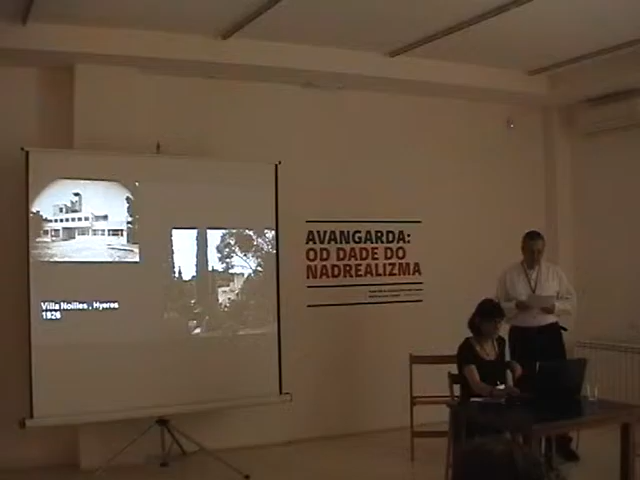 Villa Noilles , Hyeres
1926
AVANGARDA:
OD DADE DO
NADREALIZMA